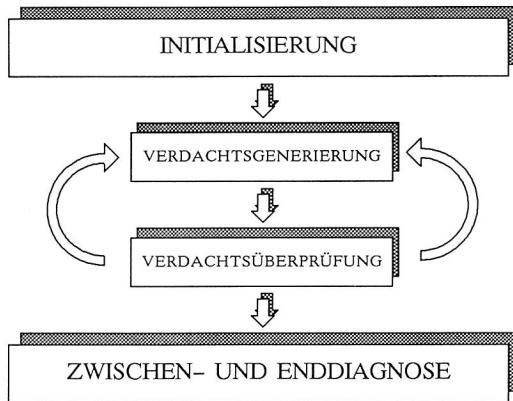 INITIALISIERUNG
VERDACHTSGENERIERUNG
VERDACHTSÜBERPRÜFUNG
ZWISCHEN- UND ENDDIAGNOSE